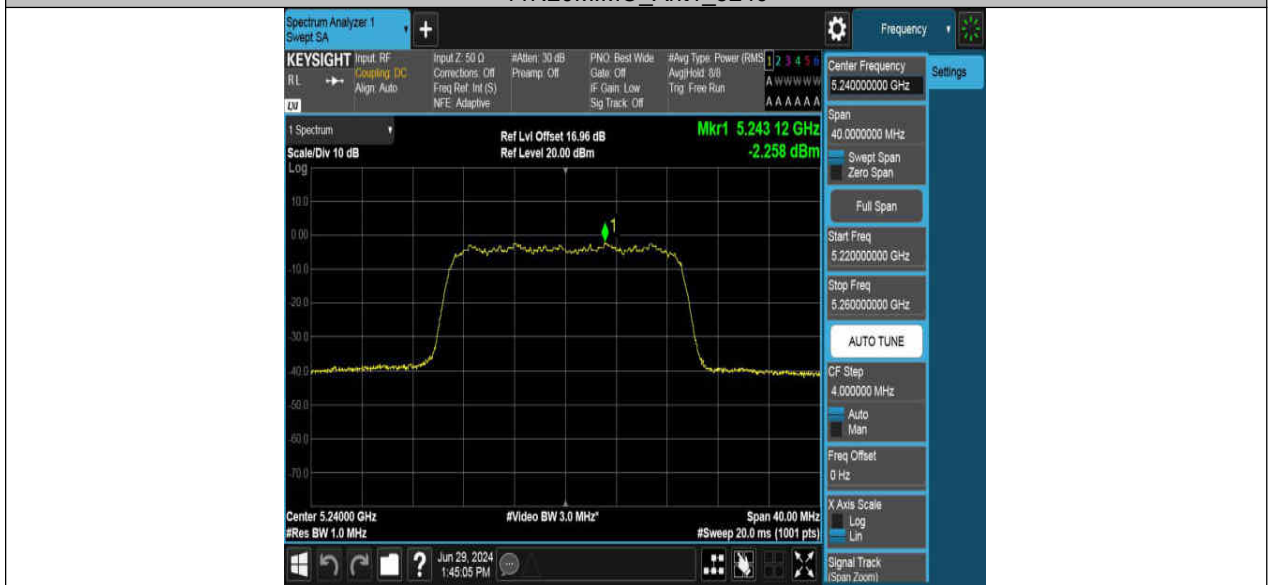 Spectrum Analyzer 1
Swept SA
+
Frequency
KEYSIGHT
RL
LXI
Input: RF
Coupling: DC
Align: Auto
Input Z: 50 Ω
Corrections: Off
Freq Ref: Int (S)
NFE: Adaptive
#Atten: 30 dB
Preamp: Off
PNO: Best Wide
Gate: Off
IF Gain: Low
Sig Track: Off
#Avg Type: Power (RMS
Avg|Hold: 8/8
Trig: Free Run
1 2 3 4 5 6
A W W W W W
A A A A A A
1 Spectrum
Scale/Div 10 dB
Log
Ref Lvl Offset 16.96 dB
Ref Level 20.00 dBm
Mkr1 5.243 12 GHz
-2.258 dBm
10.0
0.00
-10.0
-20.0
-30.0
-40.0
-50.0
-60.0
-70.0
1
Center 5.24000 GHz
#Res BW 1.0 MHz
#Video BW 3.0 MHz*
Span 40.00 MHz
#Sweep 20.0 ms (1001 pts)
Jun 29, 2024
1:45:05 PM
?
Center Frequency
5.240000000 GHz
Settings
Span
40.0000000 MHz
Swept Span
Zero Span
Full Span
Start Freq
5.220000000 GHz
Stop Freq
5.260000000 GHz
AUTO TUNE
CF Step
4.000000 MHz
Auto
Man
Freq Offset
0 Hz
X Axis Scale
Log
Lin
Signal Track
(Span Zoom)